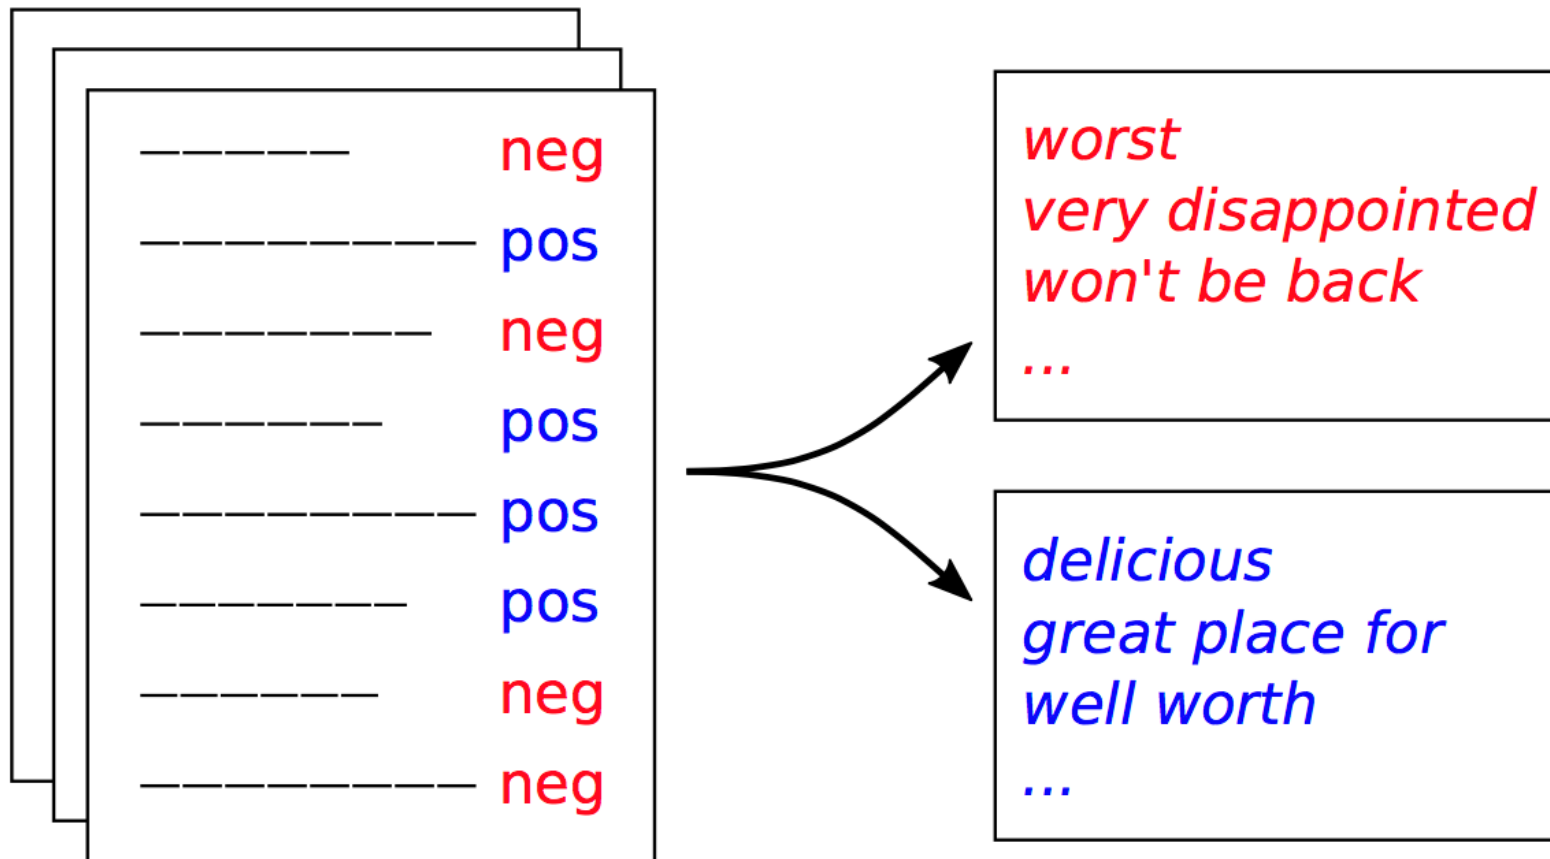 neg
pos
neg
pos
pos
pos
neg
neg
worst
very disappointed
won't be back
...
delicious
great place for
well worth
...